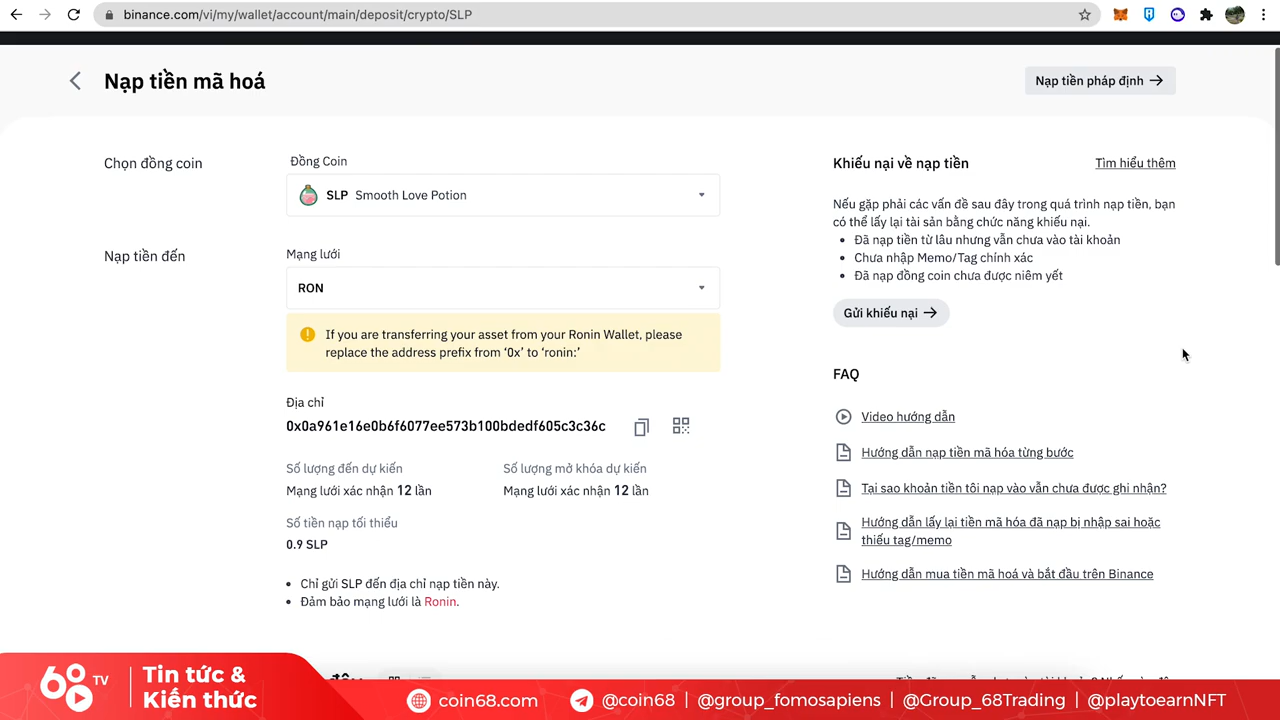 binance.com/vi/my/wallet/account/main/deposit/crypto/SLP
Nạp tiền mã hoá
Nạp tiền pháp định
Chọn đồng coin
Đồng Coin
SLP Smooth Love Potion
Nạp tiền đến
Mạng lưới
RON
If you are transferring your asset from your Ronin Wallet, please
replace the address prefix from ‘0x’ to ‘ronin:’
Địa chỉ
0x0a961e16e0b6f6077ee573b100bdedf605c3c36c
Số lượng đến dự kiến
Mạng lưới xác nhận 12 lần
Số lượng mở khóa dự kiến
Mạng lưới xác nhận 12 lần
Số tiền nạp tối thiểu
0.9 SLP
Chỉ gửi SLP đến địa chỉ nạp tiền này.
Đảm bảo mạng lưới là Ronin.
Khiếu nại về nạp tiền
Tìm hiểu thêm
Nếu gặp phải các vấn đề sau đây trong quá trình nạp tiền, bạn
có thể lấy lại tài sản bằng chức năng khiếu nại.
Đã nạp tiền từ lâu nhưng vẫn chưa vào tài khoản
Chưa nhập Memo/Tag chính xác
Đã nạp đồng coin chưa được niêm yết
Gửi khiếu nại
FAQ
Video hướng dẫn
Hướng dẫn nạp tiền mã hóa từng bước
Tại sao khoản tiền tôi nạp vào vẫn chưa được ghi nhận?
Hướng dẫn lấy lại tiền mã hóa đã nạp bị nhập sai hoặc
thiếu tag/memo
Hướng dẫn mua tiền mã hoá và bắt đầu trên Binance
68 TV
Tin tức &
Kiến thức
coin68.com
@coin68 | @group_fomosapiens | @Group_68Trading | @playtoearnNFT